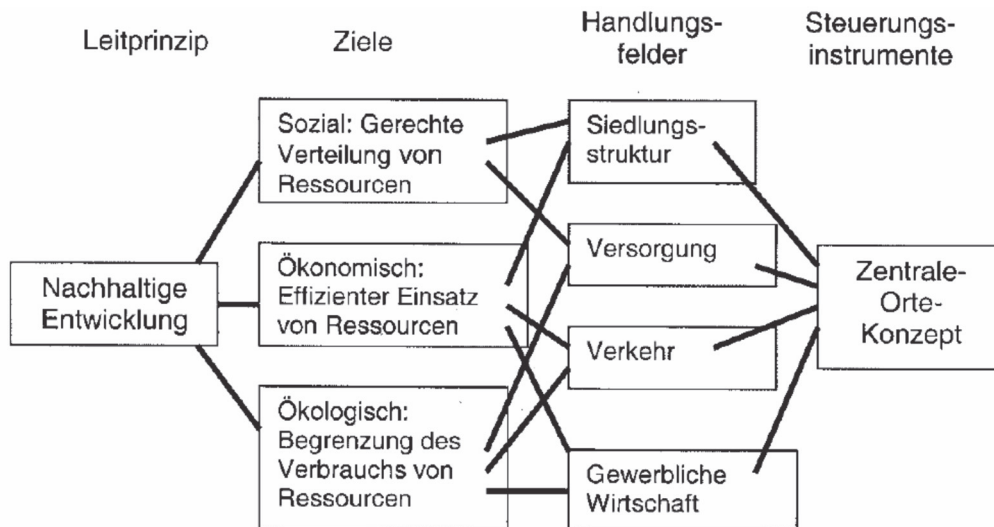 Leitprinzip
Ziele
Handlungs-
felder
Steuerungs-
instrumente
Nachhaltige
Entwicklung
Sozial: Gerechte
Verteilung von
Ressourcen
Ökonomisch:
Effizienter Einsatz
von Ressourcen
Ökologisch:
Begrenzung des
Verbrauchs von
Ressourcen
Siedlungs-
struktur
Versorgung
Verkehr
Gewerbliche
Wirtschaft
Zentrale-
Orte-
Konzept